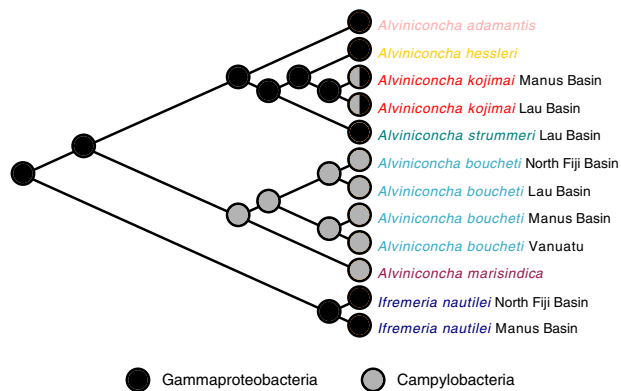 Alviniconcha adamantis
Alviniconcha hessleri
Alviniconcha kojimai Manus Basin
Alviniconcha kojimai Lau Basin
Alviniconcha strummeri Lau Basin
Alviniconcha boucheti North Fiji Basin
Alviniconcha boucheti Lau Basin
Alviniconcha boucheti Manus Basin
Alviniconcha boucheti Vanuatu
Alviniconcha marisindica
Ifremeria nautilei North Fiji Basin
Ifremeria nautilei Manus Basin
Gammaproteobacteria Campylobacteria